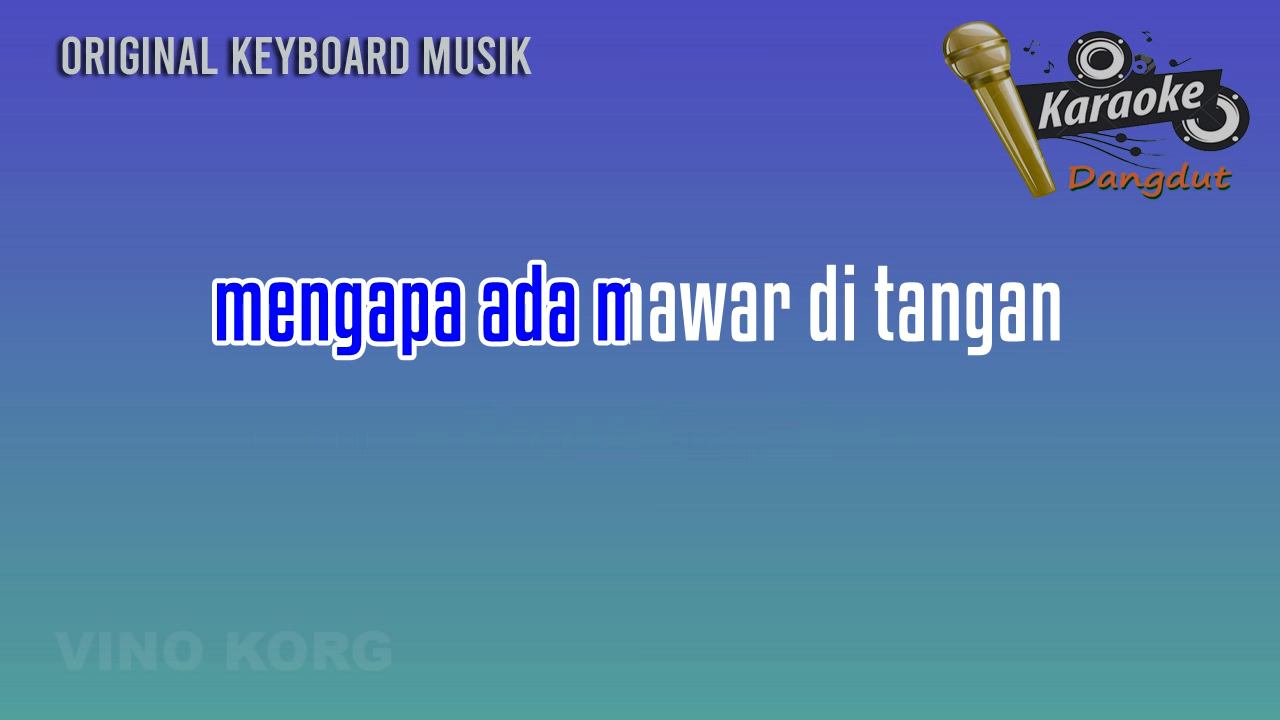 ORIGINAL KEYBOARD MUSIK
Karaoke
Dangdut
mengapa ada mawar di tangan
VINO KORG